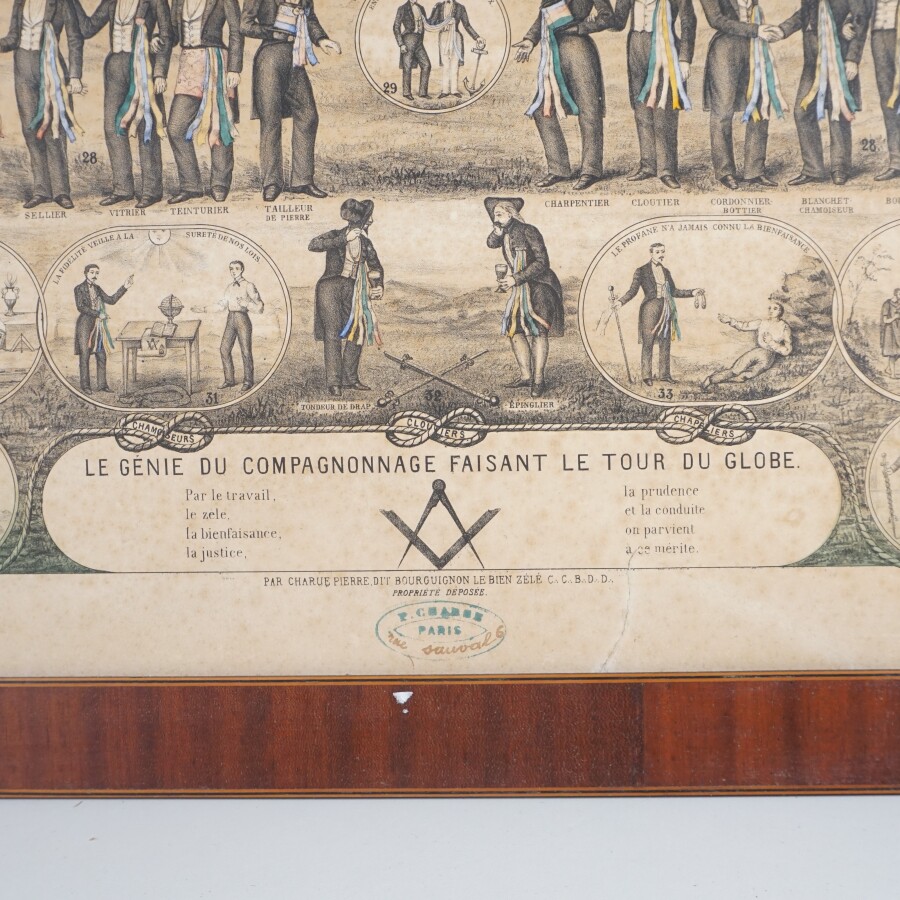 29
28
28
SELLIER VITRIER TEINTURIER TAILLEUR
DE PIERRE
CHARPENTIER CLOUTIER CORDONNIER-
BOTTIER
BLANCHET-
CHAMOISEUR
LA FIDÉLITÉ VEILLE A LA SURETÉ DE NOS LOIS.
LE PROFANE N'A JAMAIS CONNU LA BIENFAISANCE.
31
32
33
TONDEUR DE DRAP
ÉPINGLIER
CHAMOISEURS
CLOUTIERS
CHAPELIERS
LE GÉNIE DU COMPAGNONNAGE FAISANT LE TOUR DU GLOBE.
Par le travail,
le zele,
la bienfaisance,
la justice,
la prudence
et la conduite
on parvient
a ce mérite.
PAR CHARUE PIERRE, DIT BOURGUIGNON LE BIEN ZÉLÉ C∴ C∴ B∴ D∴ D∴
PROPRIÉTÉ DÉPOSÉE.
P. CHARUE
PARIS
rue sauval 6